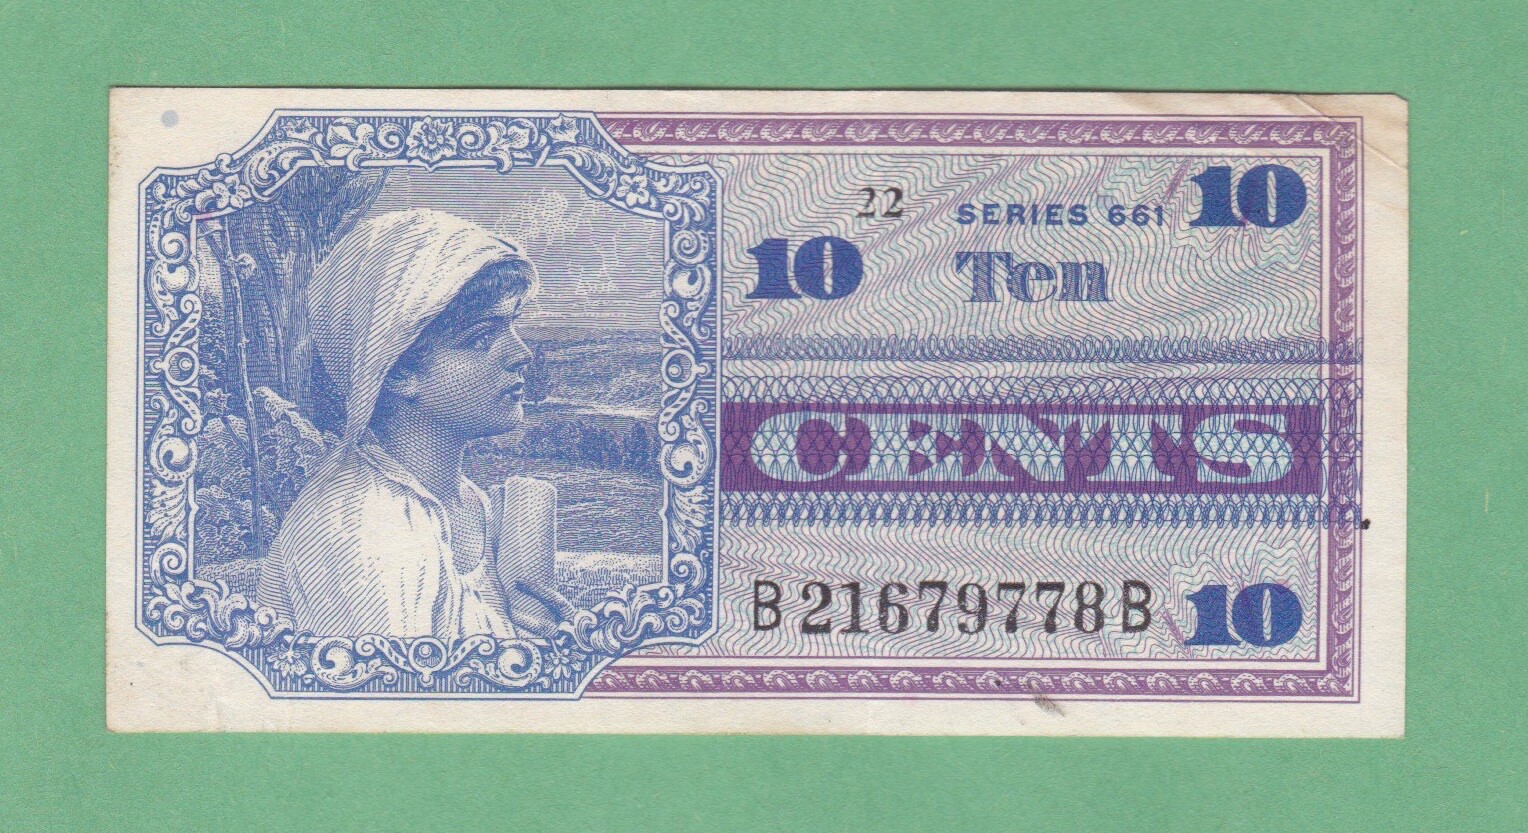 22 SERIES 661 10
10 Ten
CENTS
B21679778B 10